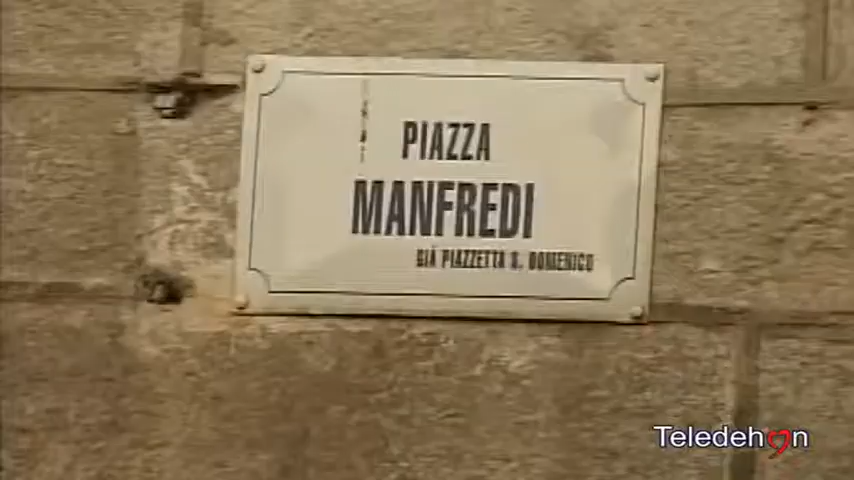 PIAZZA
MANFREDI
GIÀ PIAZZETTA S. DOMENICO
Teledehon